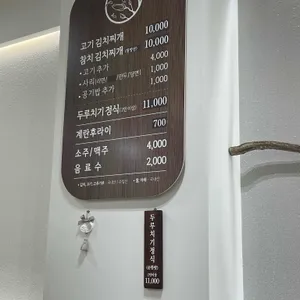 고기 김치찌개 10,000
참치 김치찌개 10,000
• 고기 추가 4,000
• 사리 1,000
• 공기밥 추가 1,000
두루치기 정식 11,000
계란후라이 700
소주/맥주 4,000
음료수 2,000
두루치기정식
11,000